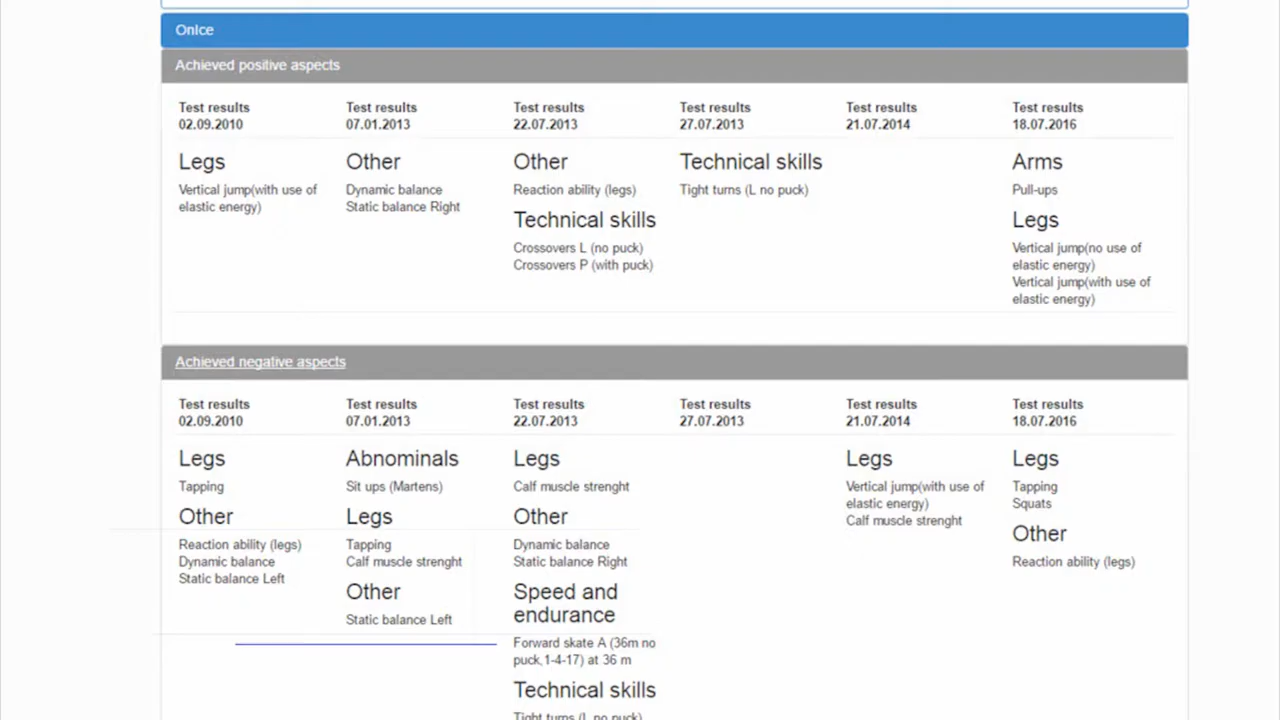 OnIce
Achieved positive aspects
Test results
02.09.2010
Legs
Vertical jump(with use of
elastic energy)
Test results
07.01.2013
Other
Dynamic balance
Static balance Right
Test results
22.07.2013
Other
Reaction ability (legs)
Technical skills
Crossovers L (no puck)
Crossovers P (with puck)
Test results
27.07.2013
Technical skills
Tight turns (L no puck)
Test results
21.07.2014
Test results
18.07.2016
Arms
Pull-ups
Legs
Vertical jump(no use of
elastic energy)
Vertical jump(with use of
elastic energy)
Achieved negative aspects
Test results
02.09.2010
Legs
Tapping
Other
Reaction ability (legs)
Dynamic balance
Static balance Left
Test results
07.01.2013
Abnominals
Sit ups (Martens)
Legs
Tapping
Calf muscle strenght
Other
Static balance Left
Test results
22.07.2013
Legs
Calf muscle strenght
Other
Dynamic balance
Static balance Right
Speed and
endurance
Forward skate A (36m no
puck,1-4-17) at 36 m
Technical skills
Tight turns (L no puck)
Test results
27.07.2013
Test results
21.07.2014
Legs
Vertical jump(with use of
elastic energy)
Calf muscle strenght
Test results
18.07.2016
Legs
Tapping
Squats
Other
Reaction ability (legs)